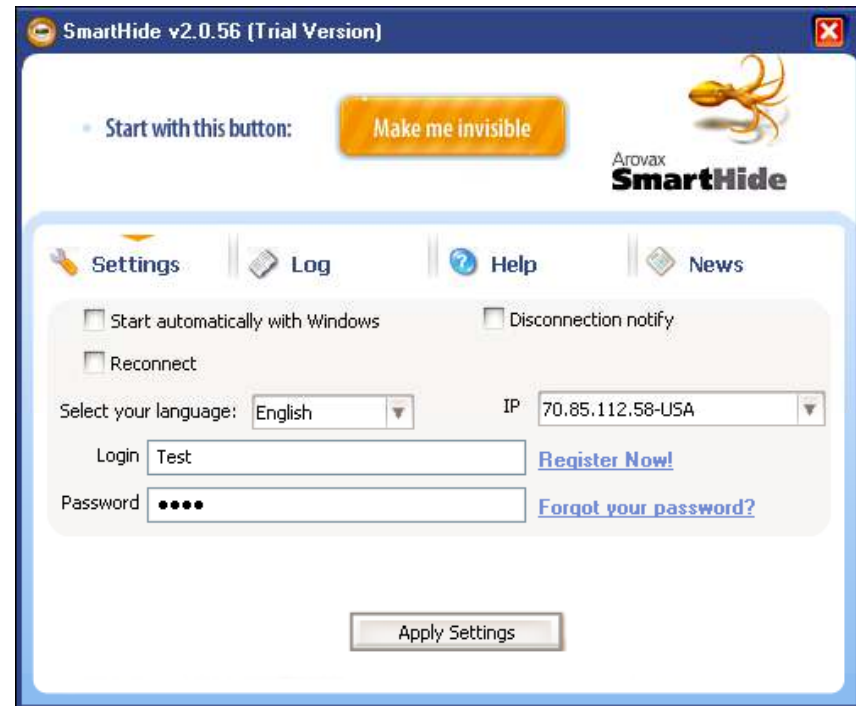 SmartHide v2.0.56 (Trial Version)
Start with this button:
Make me invisible
Arovax
SmartHide
Settings
Log
Help
News
Start automatically with Windows
Disconnection notify
Reconnect
Select your language: English
IP 70.85.112.58-USA
Login Test
Register Now!
Password ••••
Forgot your password?
Apply Settings